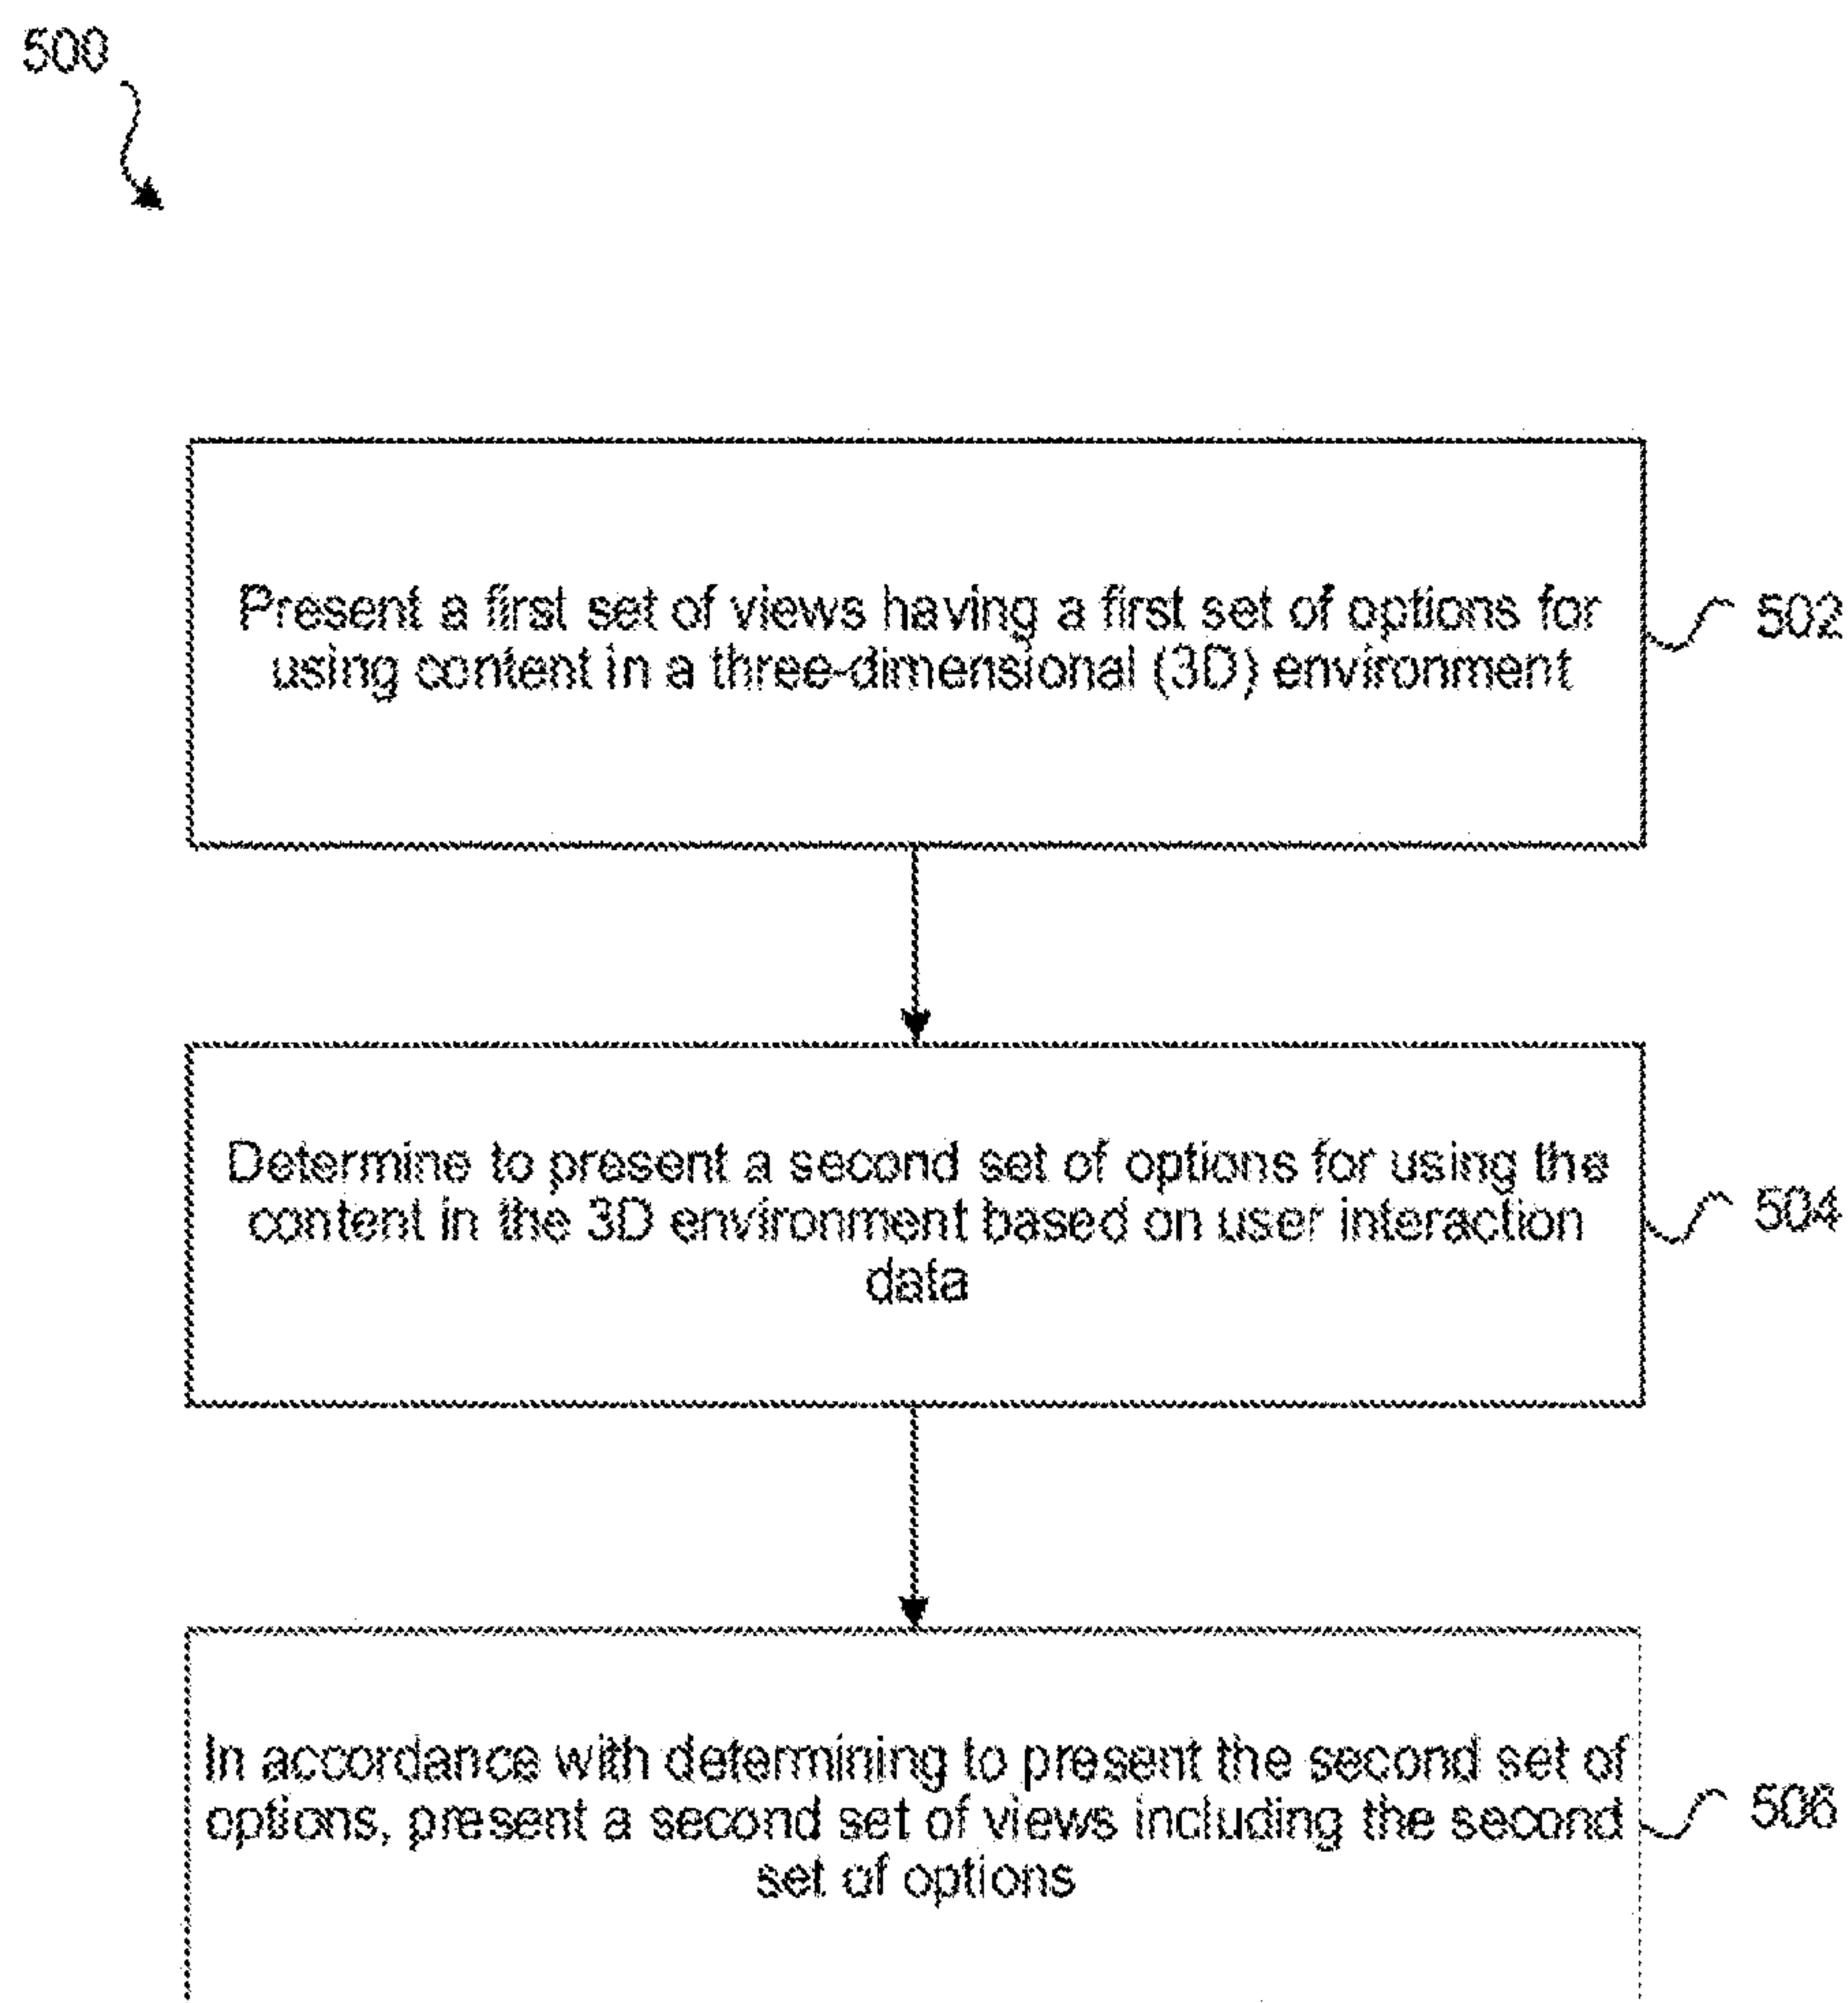 500
Present a first set of views having a first set of options for
using content in a three-dimensional (3D) environment
502
Determine to present a second set of options for using the
content in the 3D environment based on user interaction
data
504
In accordance with determining to present the second set of
options, present a second set of views including the second
set of options
506